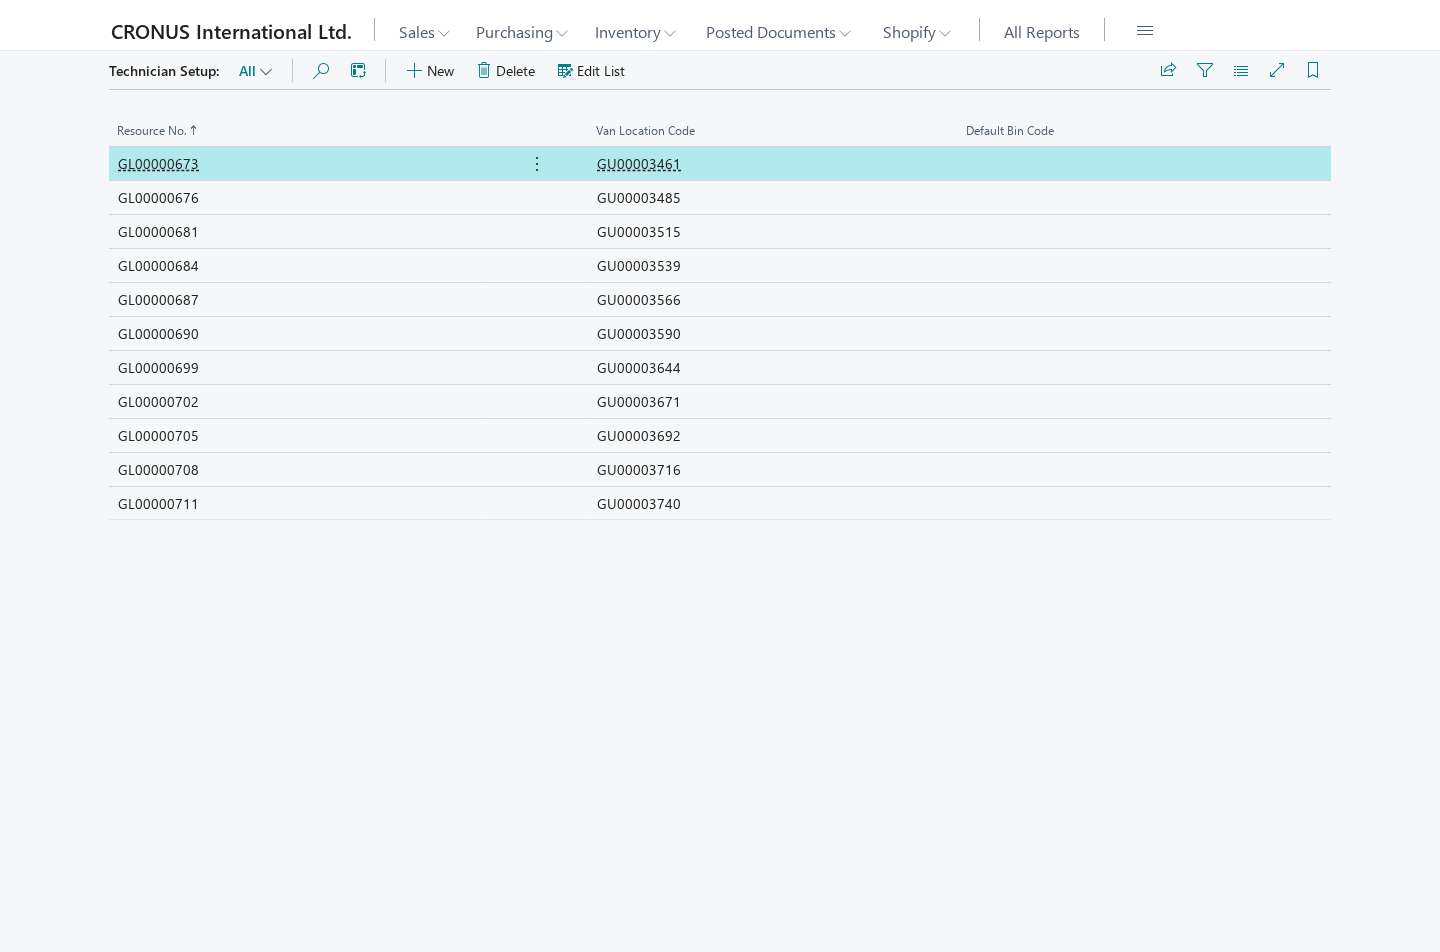 CRONUS International Ltd. Sales Purchasing Inventory Posted Documents Shopify All Reports
Technician Setup: All New Delete Edit List
Resource No. ↑ Van Location Code Default Bin Code
GL00000673 GU00003461
GL00000676 GU00003485
GL00000681 GU00003515
GL00000684 GU00003539
GL00000687 GU00003566
GL00000690 GU00003590
GL00000699 GU00003644
GL00000702 GU00003671
GL00000705 GU00003692
GL00000708 GU00003716
GL00000711 GU00003740